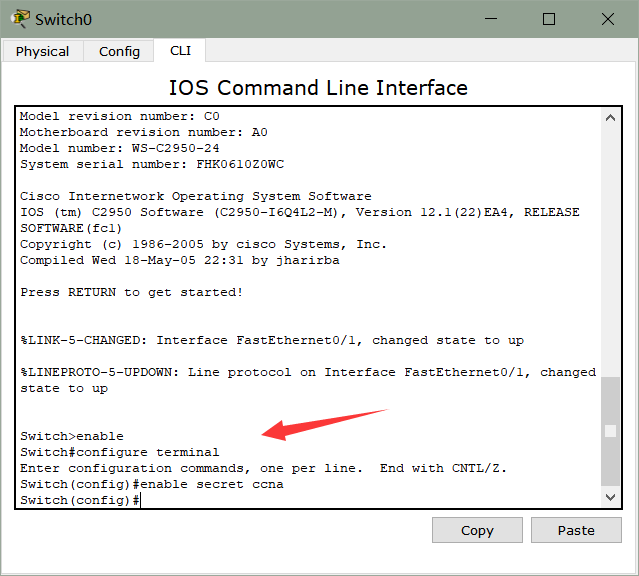 Switch0
Physical Config CLI
IOS Command Line Interface
Model revision number: C0
Motherboard revision number: A0
Model number: WS-C2950-24
System serial number: FHK0610Z0WC
Cisco Internetwork Operating System Software
IOS (tm) C2950 Software (C2950-I6Q4L2-M), Version 12.1(22)EA4, RELEASE
SOFTWARE(fc1)
Copyright (c) 1986-2005 by cisco Systems, Inc.
Compiled Wed 18-May-05 22:31 by jharirba
Press RETURN to get started!
%LINK-5-CHANGED: Interface FastEthernet0/1, changed state to up
%LINEPROTO-5-UPDOWN: Line protocol on Interface FastEthernet0/1, changed
state to up
Switch>enable
Switch#configure terminal
Enter configuration commands, one per line.  End with CNTL/Z.
Switch(config)#enable secret ccna
Switch(config)#
Copy Paste